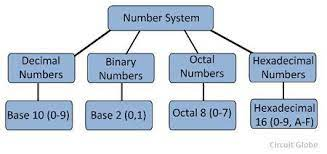 Number System
Decimal
Numbers
Binary
Numbers
Octal
Numbers
Hexadecimal
Numbers
Base 10 (0-9)
Base 2 (0,1)
Octal 8 (0-7)
Hexadecimal
16 (0-9, A-F)
Circuit Globe